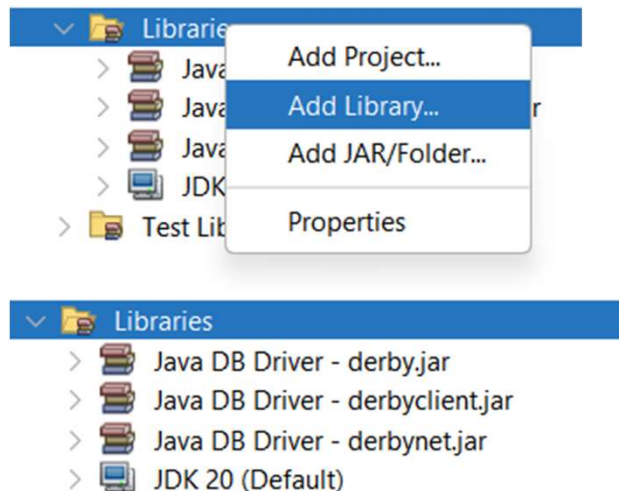 Libraries
Add Project...
Java
Add Library...
Java
r
Add JAR/Folder...
Java
JDK
Properties
Test Lib
Libraries
Java DB Driver - derby.jar
Java DB Driver - derbyclient.jar
Java DB Driver - derbynet.jar
JDK 20 (Default)